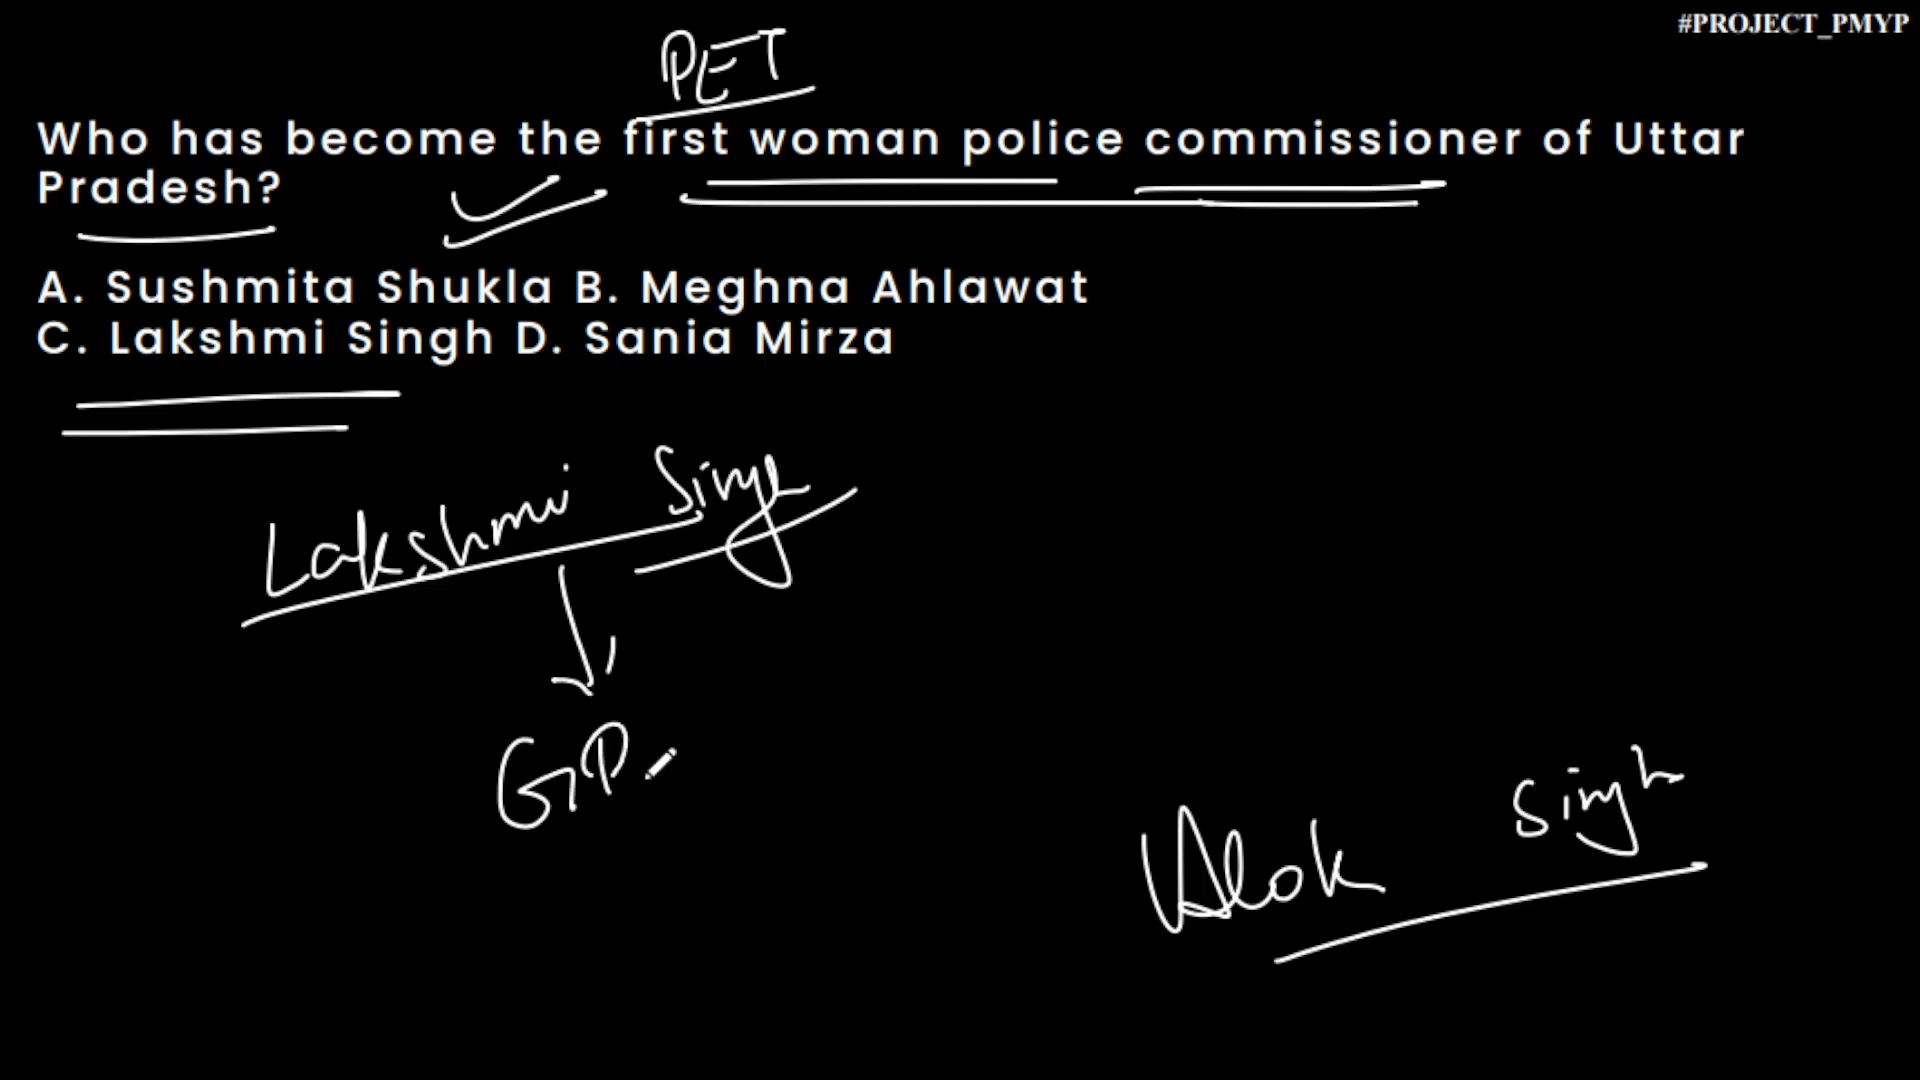 #PROJECT_PMYP
PET
Who has become the first woman police commissioner of Uttar
Pradesh?
A. Sushmita Shukla B. Meghna Ahlawat
C. Lakshmi Singh D. Sania Mirza
Lakshmi Singh
GP
Alok Singh